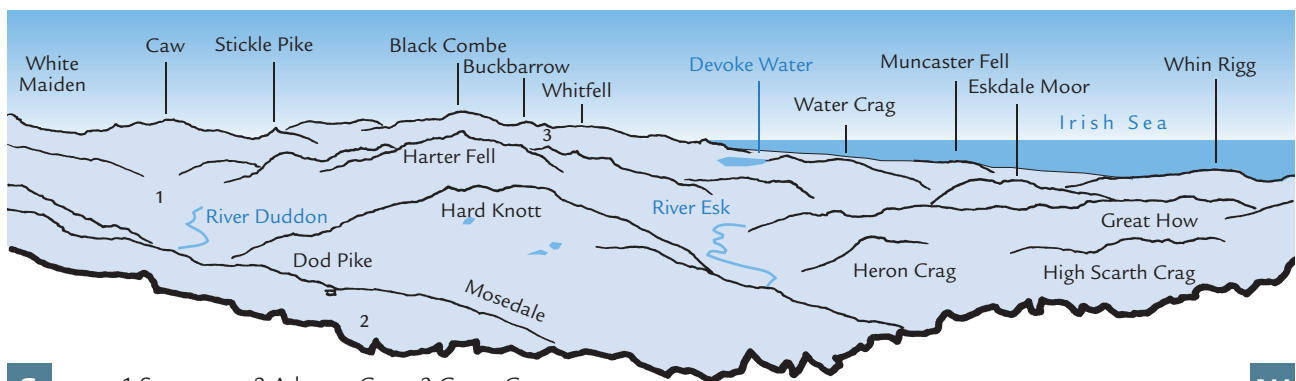 White
Maiden
Caw
Stickle Pike
Black Combe
Buckbarrow
Whitfell
Devoke Water
Water Crag
Muncaster Fell
Eskdale Moor
Whin Rigg
Irish Sea
3
Harter Fell
1
River Duddon
Hard Knott
River Esk
Great How
Dod Pike
Heron Crag
High Scarth Crag
Mosedale
2